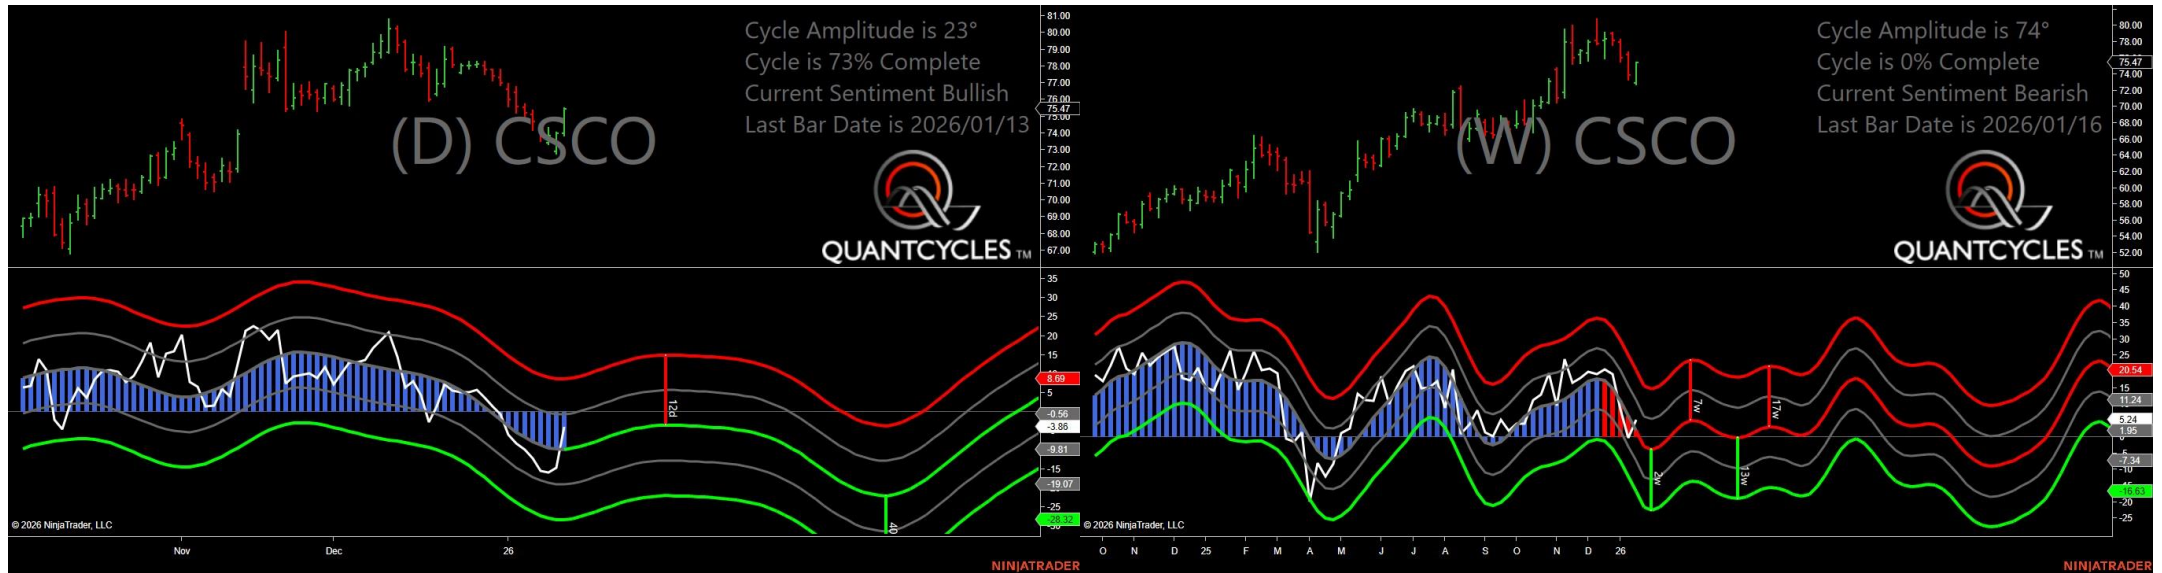 Cycle Amplitude is 23°
Cycle is 73% Complete
Current Sentiment Bullish
Last Bar Date is 2026/01/13
(D) CSCO
QUANTCYCLES TM
81.00
80.00
79.00
78.00
77.00
76.00
75.47
75.00
74.00
73.00
72.00
71.00
70.00
69.00
68.00
67.00
35
30
25
20
15
8.69
5
-0.56
-3.86
-9.81
-15
-19.07
-25
-28.32
12d
40
© 2026 NinjaTrader, LLC
Nov
Dec
26
NINJATRADER
Cycle Amplitude is 74°
Cycle is 0% Complete
Current Sentiment Bearish
Last Bar Date is 2026/01/16
(W) CSCO
QUANTCYCLES TM
80.00
78.00
75.47
74.00
72.00
70.00
68.00
66.00
64.00
62.00
60.00
58.00
56.00
54.00
52.00
50
45
40
35
30
25
20.54
15
11.24
5.24
1.95
-7.34
-10
-16.63
-20
-25
7w
17w
2w
13w
© 2026 NinjaTrader, LLC
O N D 25 F M A M J J A S O N D 26
NINJATRADER